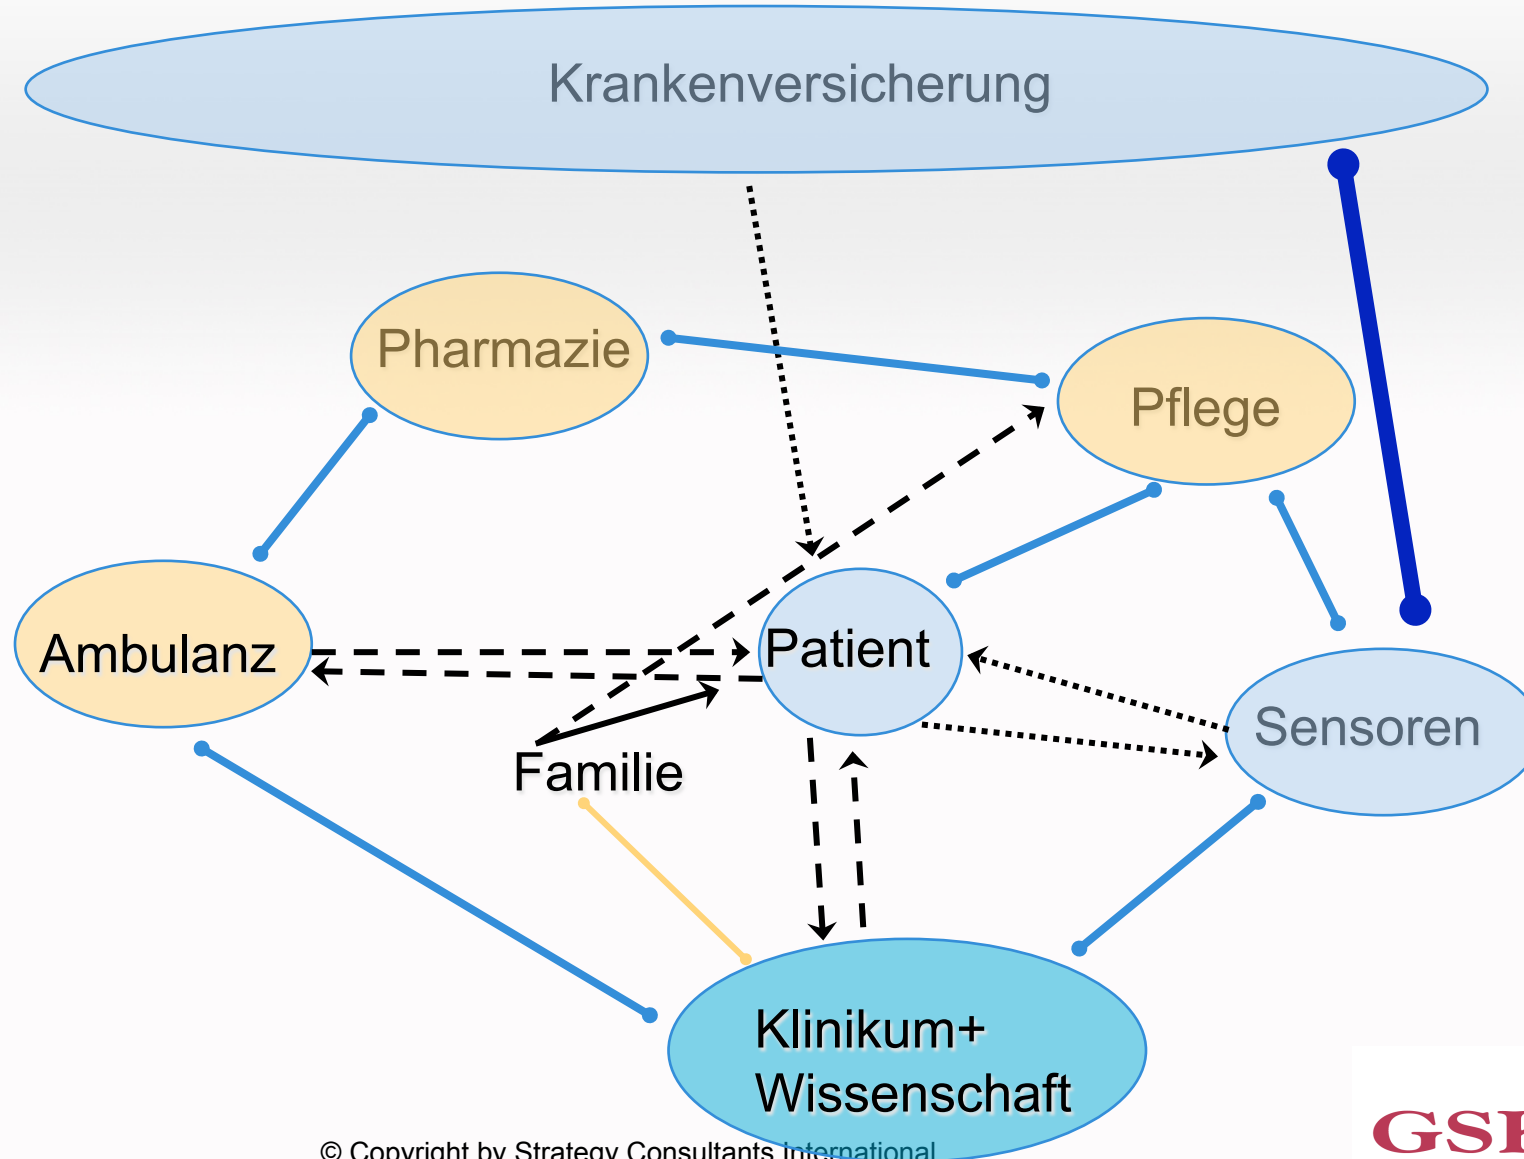 Krankenversicherung
Pharmazie
Pflege
Ambulanz
Patient
Sensoren
Familie
Klinikum+
Wissenschaft
© Copyright by Strategy Consultants International